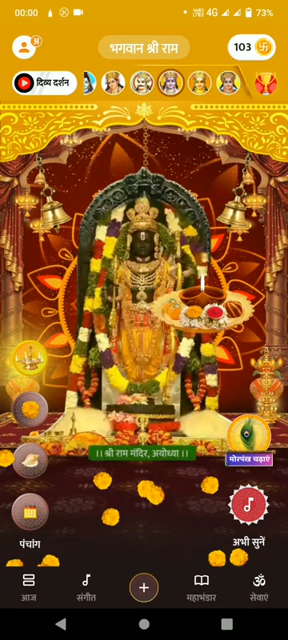 00:00
4G
73%
भगवान श्री राम
103
दिव्य दर्शन
।। श्री राम मंदिर, अयोध्या ।।
मोरपंख चढ़ाएं
पंचांग
अभी सुनें
आज
संगीत
महाभंडार
सेवाएं